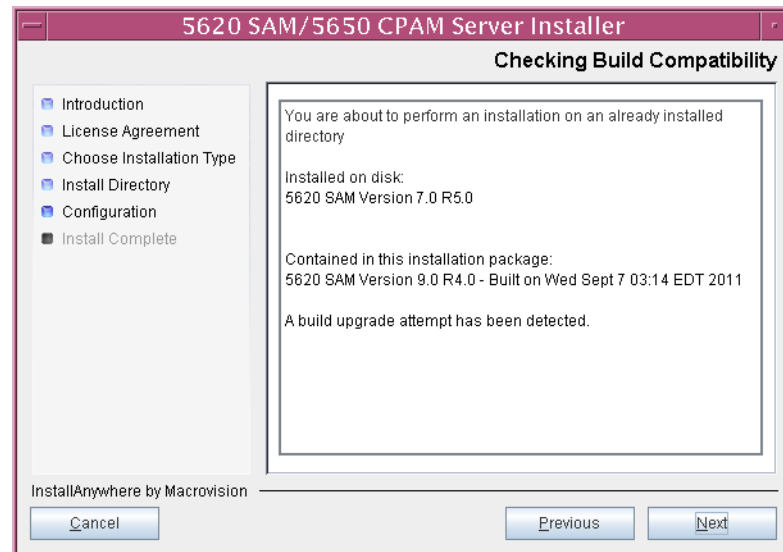 5620 SAM/5650 CPAM Server Installer
Checking Build Compatibility
Introduction
License Agreement
Choose Installation Type
Install Directory
Configuration
Install Complete
You are about to perform an installation on an already installed
directory
Installed on disk:
5620 SAM Version 7.0 R5.0
Contained in this installation package:
5620 SAM Version 9.0 R4.0 - Built on Wed Sept 7 03:14 EDT 2011
A build upgrade attempt has been detected.
InstallAnywhere by Macrovision
Cancel
Previous
Next